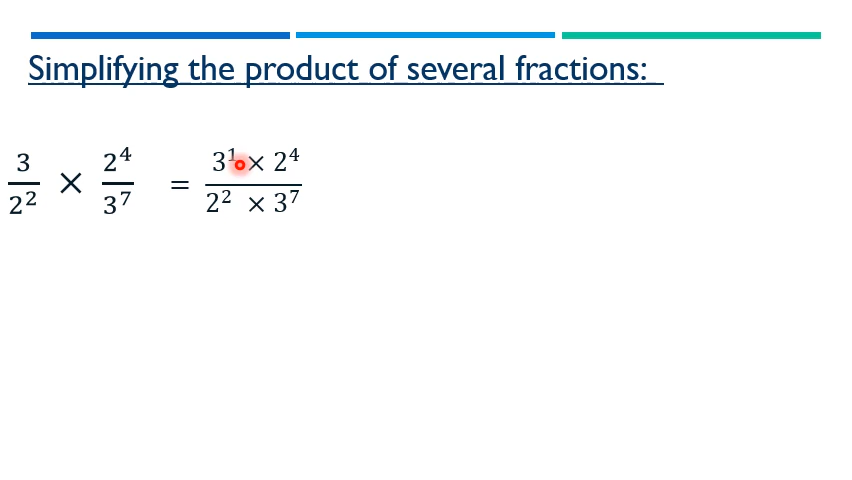 Simplifying the product of several fractions:
3/2² × 2⁴/3⁷ = 3¹ × 2⁴/2² × 3⁷